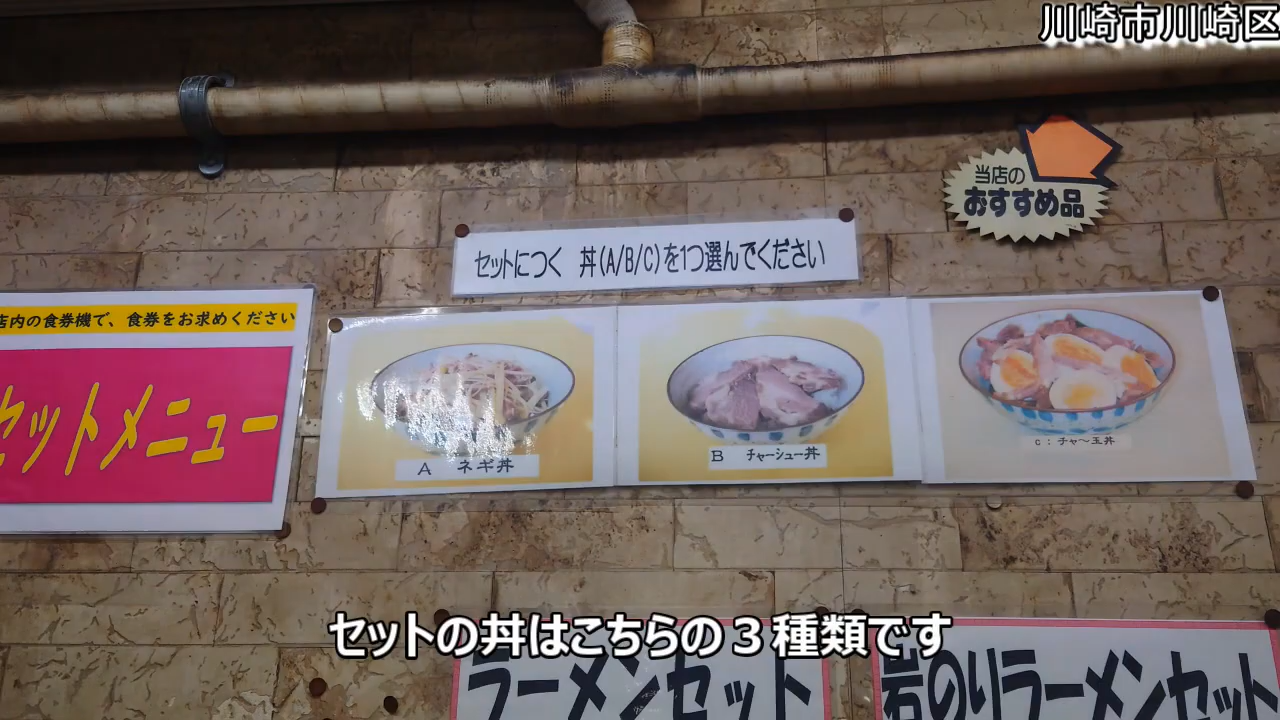 川崎市川崎区
当店の
おすすめ品
セットにつく 丼(A/B/C)を1つ選んでください
店内の食券機で、食券をお求めください
セットメニュー
A ネギ丼
B チャーシュー丼
C:チャ〜玉丼
セットの丼はこちらの3種類です
ラーメンセット
岩のりラーメンセット